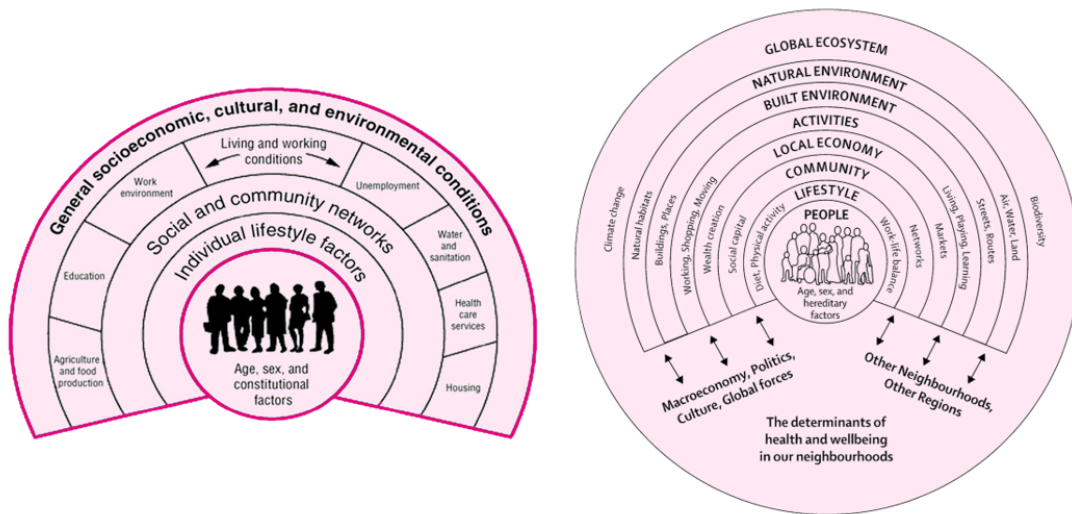 General socioeconomic, cultural, and environmental conditions
Living and working
conditions
Work
environment
Unemployment
Education
Water
and
sanitation
Agriculture
and food
production
Health
care
services
Housing
Social and community networks
Individual lifestyle factors
Age, sex, and
constitutional
factors
GLOBAL ECOSYSTEM
NATURAL ENVIRONMENT
BUILT ENVIRONMENT
ACTIVITIES
LOCAL ECONOMY
COMMUNITY
LIFESTYLE
PEOPLE
Age, sex, and
hereditary
factors
Climate change
Natural habitats
Buildings, Places
Working, Shopping, Moving
Wealth creation
Social capital
Diet, Physical activity
Work-life balance
Networks
Markets
Living, Playing, Learning
Streets, Routes
Air, Water, Land
Biodiversity
Macroeconomy, Politics,
Culture, Global forces
Other Neighbourhoods,
Other Regions
The determinants of
health and wellbeing
in our neighbourhoods